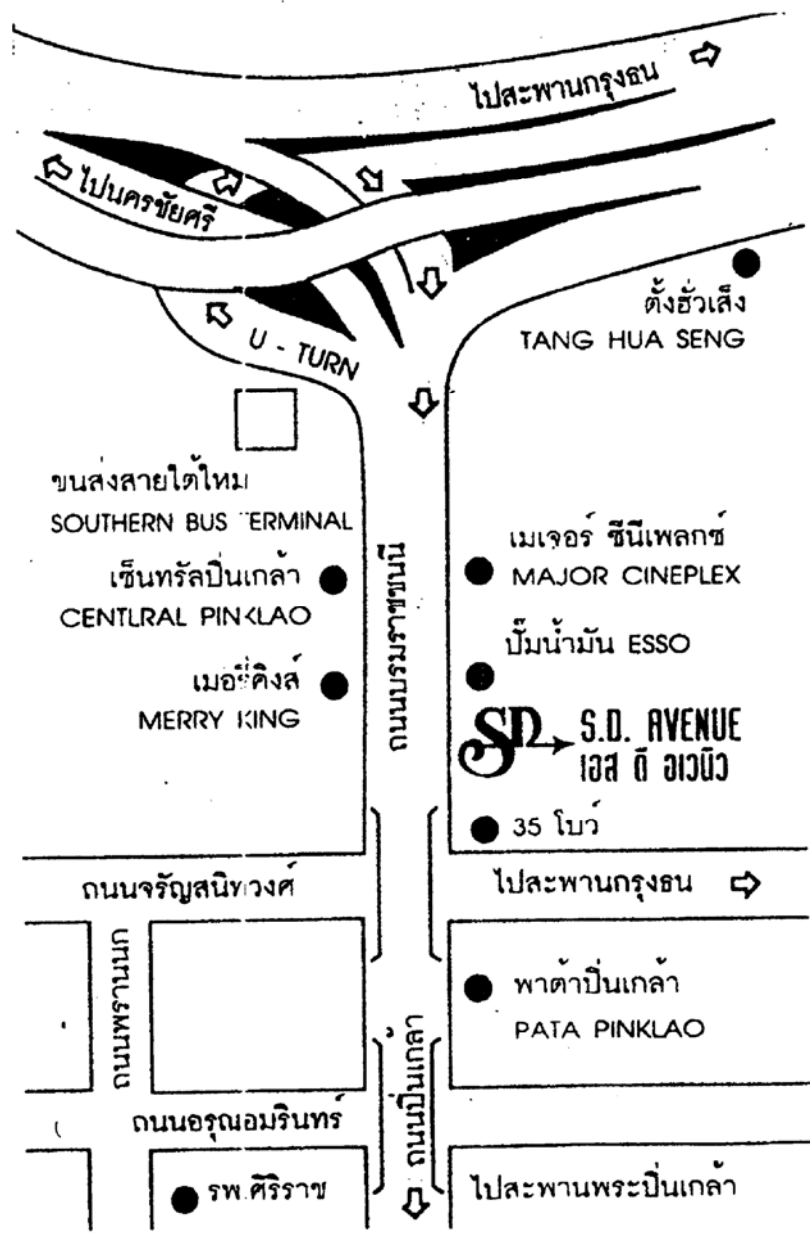 ไปสะพานกรุงธน
ไปนครชัยศรี
ตั้งฮั่วเส็ง
TANG HUA SENG
U - TURN
ขนส่งสายใต้ใหม่
SOUTHERN BUS TERMINAL
เซ็นทรัลปิ่นเกล้า
CENTLRAL PINKLAO
เมอรี่คิงส์
MERRY KING
ถนนบรมราชชนนี
เมเจอร์ ซีนีเพลกซ์
MAJOR CINEPLEX
ปั๊มน้ำมัน ESSO
SD
S.D. AVENUE
เอส ดี อเวนิว
35 โบว์
ถนนจรัญสนิทวงศ์
ไปสะพานกรุงธน
ถนนพรานนก
พาต้าปิ่นเกล้า
PATA PINKLAO
ถนนปิ่นเกล้า
ถนนอรุณอมรินทร์
รพ.ศิริราช
ไปสะพานพระปิ่นเกล้า